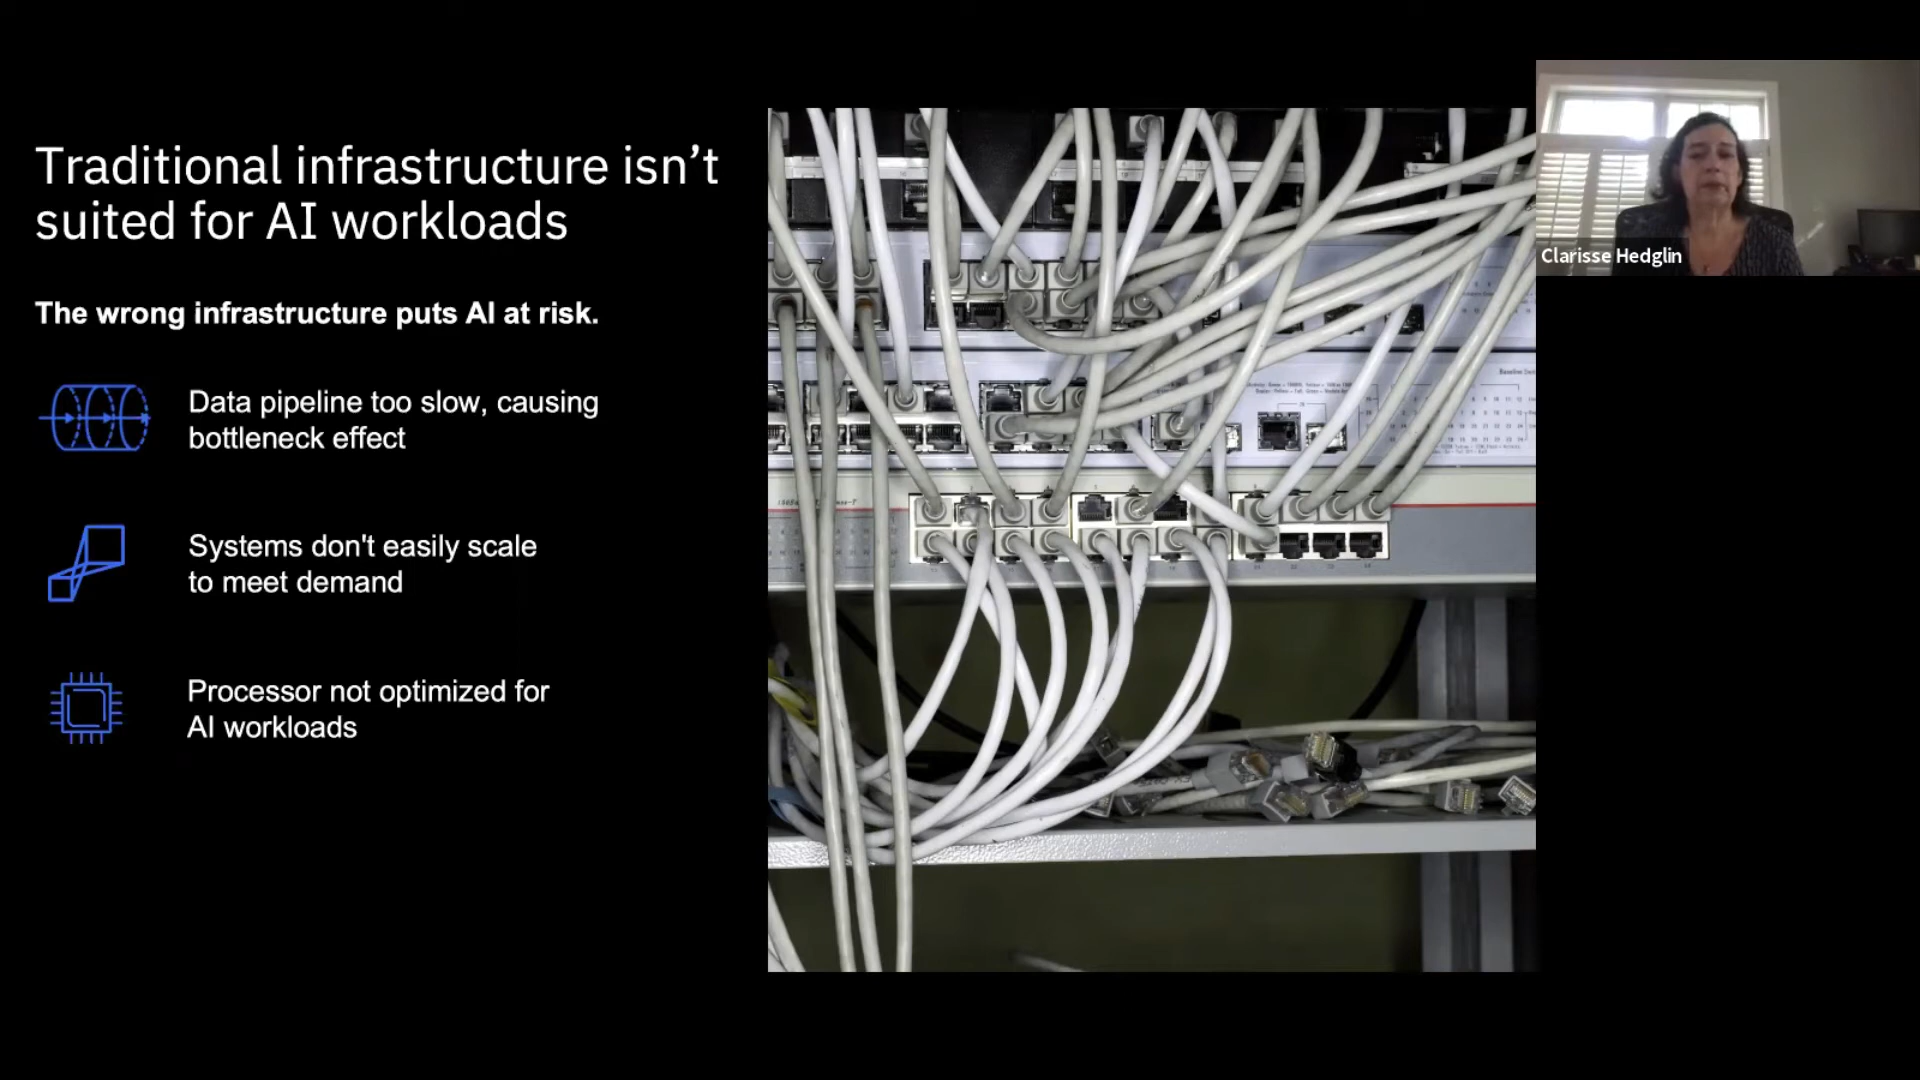 Traditional infrastructure isn’t
suited for AI workloads
The wrong infrastructure puts AI at risk.
Data pipeline too slow, causing
bottleneck effect
Systems don't easily scale
to meet demand
Processor not optimized for
AI workloads
Clarisse Hedglin